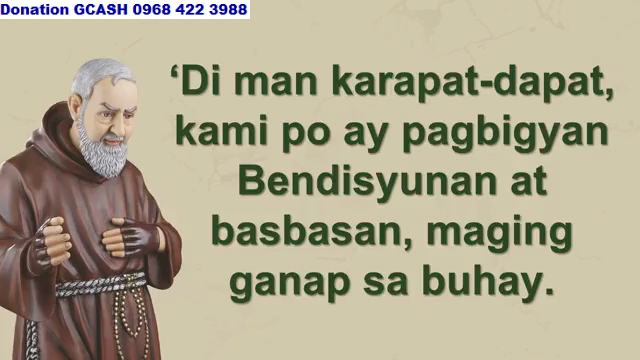 Donation GCASH 0968 422 3988
‘Di man karapat-dapat,
kami po ay pagbigyan
Bendisyunan at
basbasan, maging
ganap sa buhay.